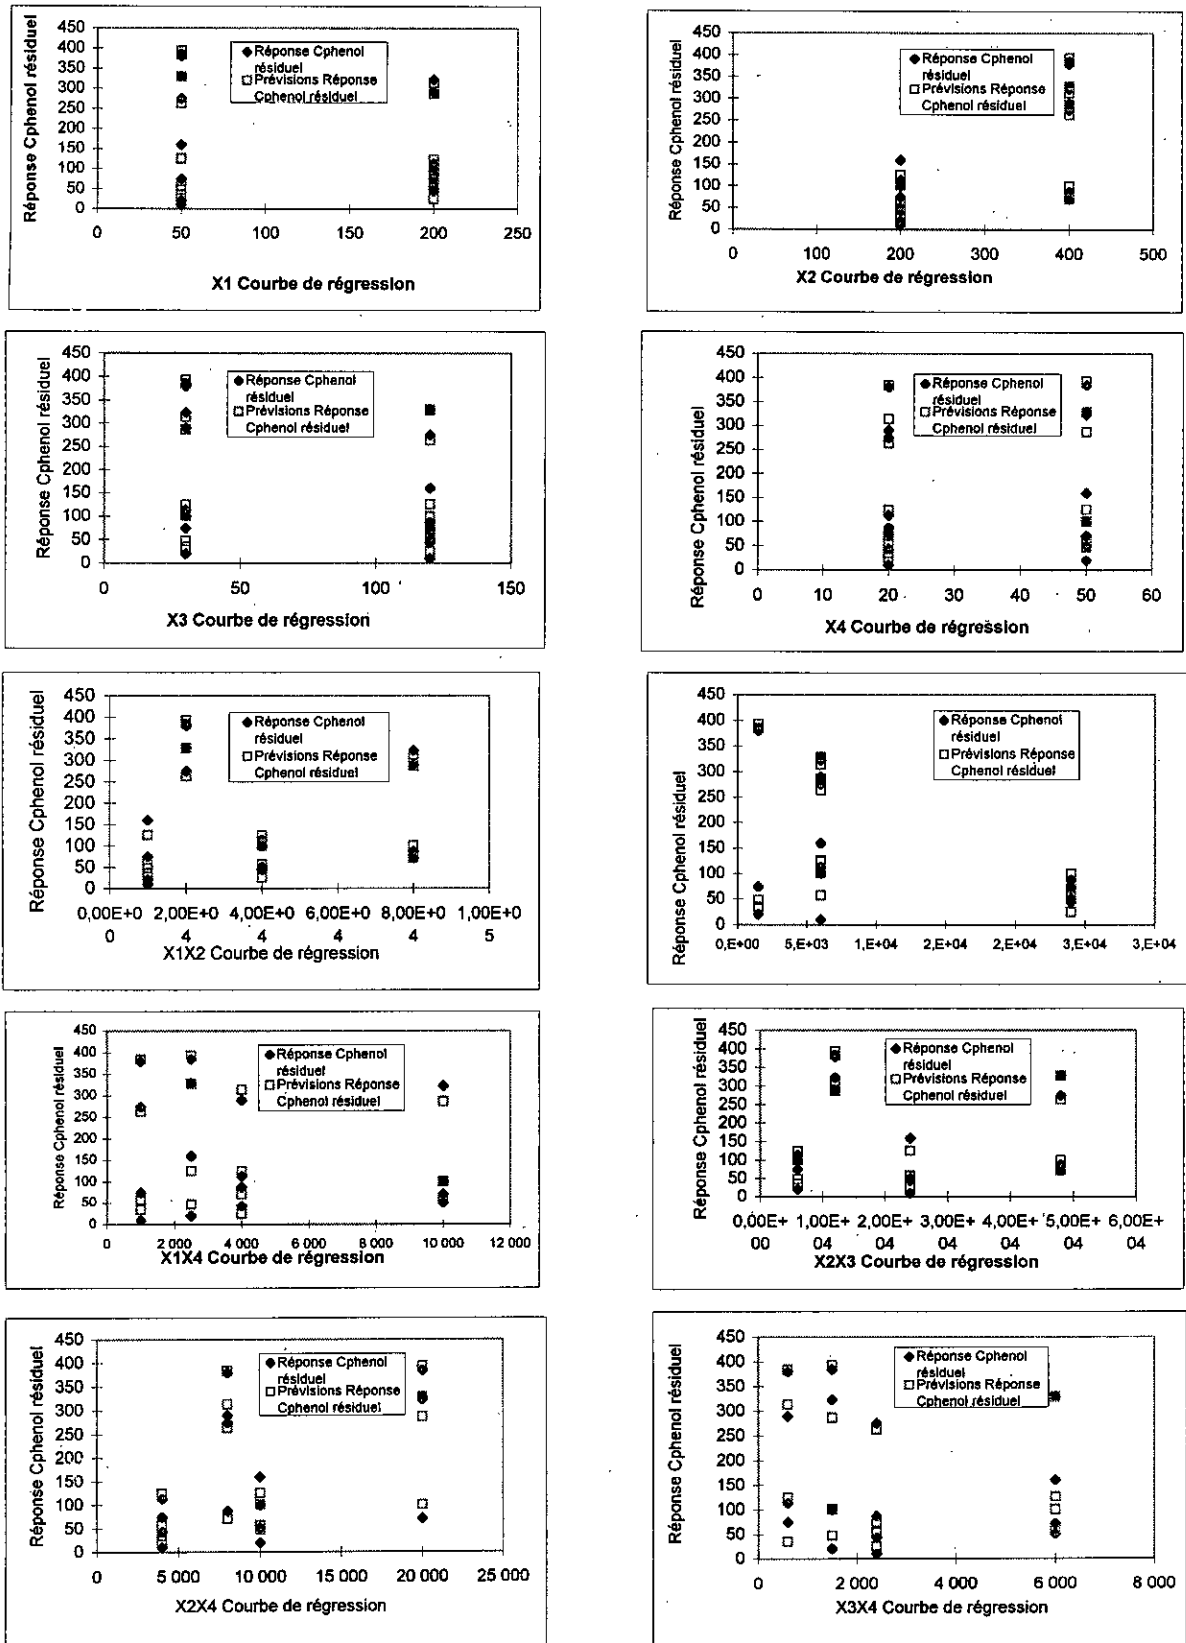 Réponse Cphenol résiduel
450
400
350
300
250
200
150
100
50
0
0 50 100 150 200 250
Réponse Cphenol
résiduel
Prévisions Réponse
Cphenol résiduel
X1 Courbe de régression
Réponse Cphenol résiduel
450
400
350
300
250
200
150
100
50
0
0 100 200 300 400 500
Réponse Cphenol
résiduel
Prévisions Réponse
Cphenol résiduel
X2 Courbe de régression
Réponse Cphenol résiduel
450
400
350
300
250
200
150
100
50
0
0 50 100 150
Réponse Cphenol
résiduel
Prévisions Réponse
Cphenol résiduel
X3 Courbe de régression
Réponse Cphenol résiduel
450
400
350
300
250
200
150
100
50
0
0 10 20 30 40 50 60
Réponse Cphenol
résiduel
Prévisions Réponse
Cphenol résiduel
X4 Courbe de régression
Réponse Cphenol résiduel
450
400
350
300
250
200
150
100
50
0
0,00E+0 2,00E+0 4,00E+0 6,00E+0 8,00E+0 1,00E+0
0 4 4 4 4 5
Réponse Cphenol
résiduel
Prévisions Réponse
Cphenol résiduel
X1X2 Courbe de régression
Réponse Cphenol résiduel
450
400
350
300
250
200
150
100
50
0
0,E+00 5,E+03 1,E+04 2,E+04 2,E+04 3,E+04 3,E+04
Réponse Cphenol
résiduel
Prévisions Réponse
Cphenol résiduel
Réponse Cphenol résiduel
450
400
350
300
250
200
150
100
50
0
0 2 000 4 000 6 000 8 000 10 000 12 000
Réponse Cphenol
résiduel
Prévisions Réponse
Cphenol résiduel
X1X4 Courbe de régression
Réponse Cphenol résiduel
450
400
350
300
250
200
150
100
50
0
0,00E+ 1,00E+ 2,00E+ 3,00E+ 4,00E+ 5,00E+ 6,00E+
00 04 04 04 04 04 04
Réponse Cphenol
résiduel
Prévisions Réponse
Cphenol résiduel
X2X3 Courbe de régression
Réponse Cphenol résiduel
450
400
350
300
250
200
150
100
50
0
0 5 000 10 000 15 000 20 000 25 000
Réponse Cphenol
résiduel
Prévisions Réponse
Cphenol résiduel
X2X4 Courbe de régression
Réponse Cphenol résiduel
450
400
350
300
250
200
150
100
50
0
0 2 000 4 000 6 000 8 000
Réponse Cphenol
résiduel
Prévisions Réponse
Cphenol résiduel
X3X4 Courbe de régression